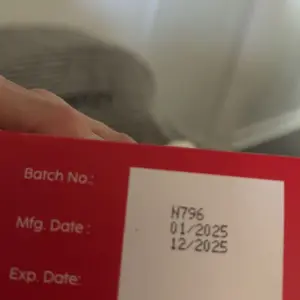 Batch No.:
N796
Mfg. Date :
01/2025
12/2025
Exp. Date: